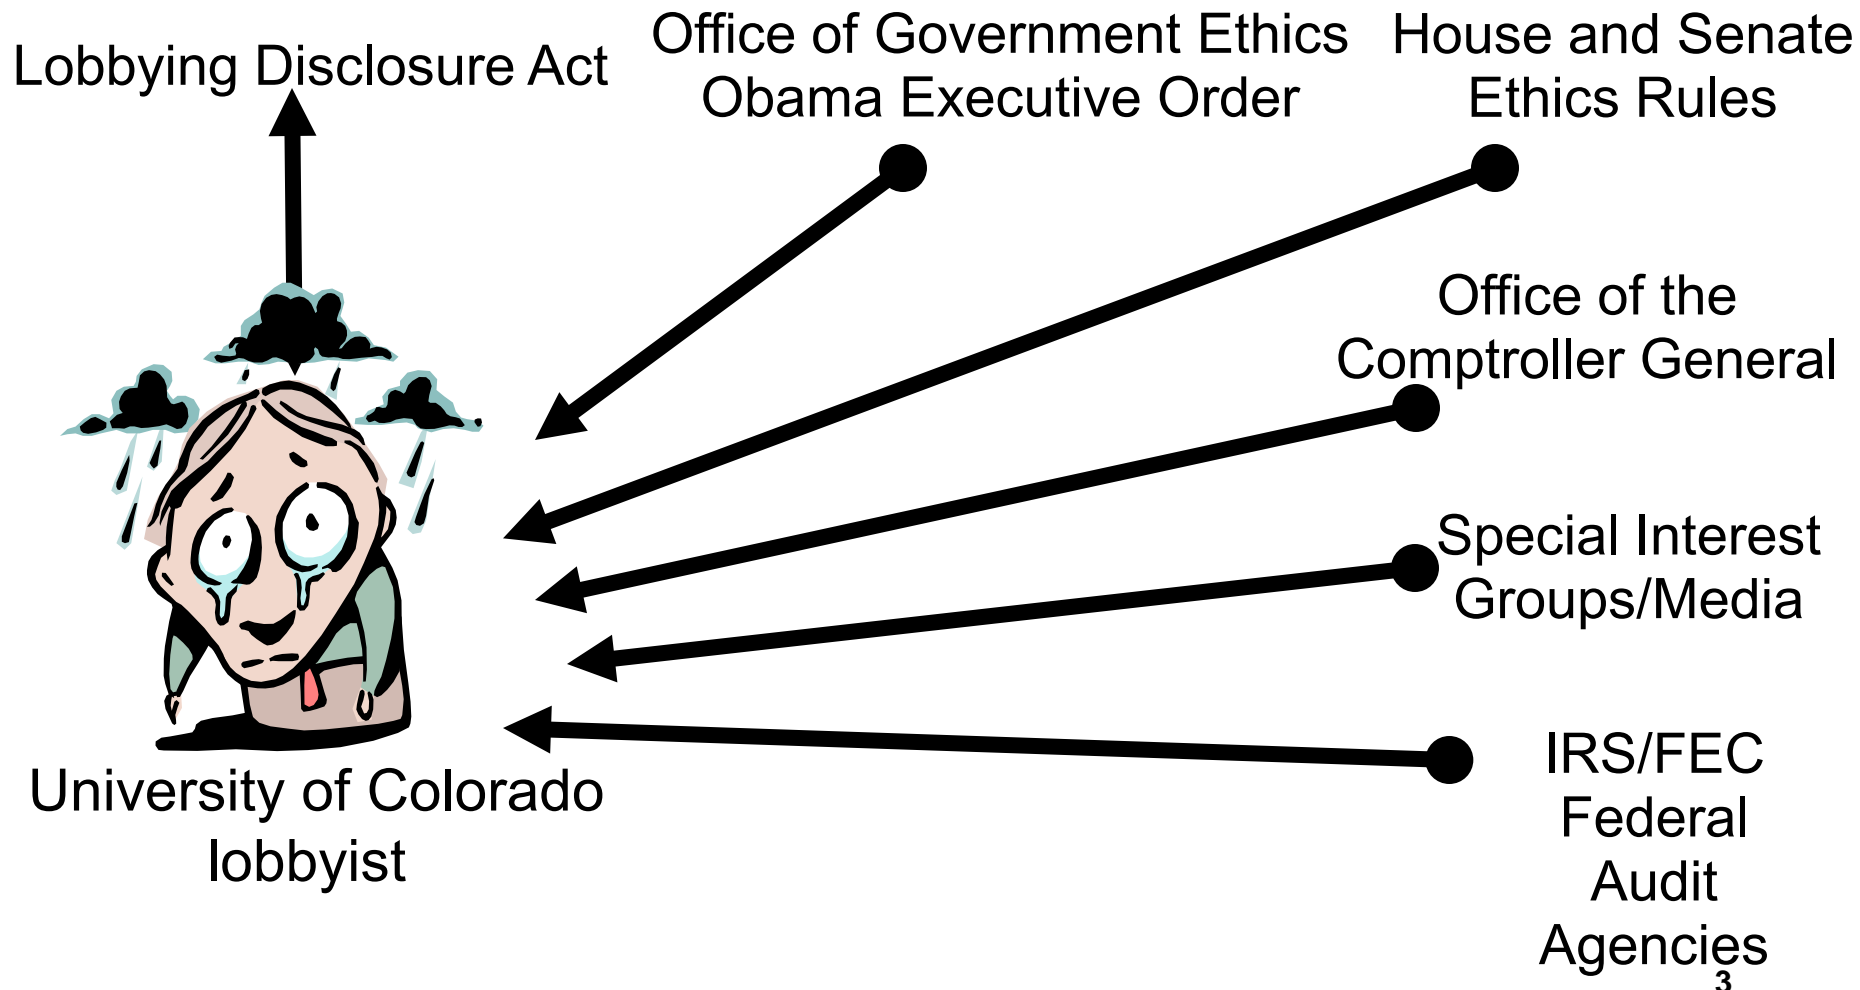 Lobbying Disclosure Act
Office of Government Ethics
Obama Executive Order
House and Senate
Ethics Rules
Office of the
Comptroller General
Special Interest
Groups/Media
IRS/FEC
Federal
Audit
Agencies
University of Colorado
lobbyist
3